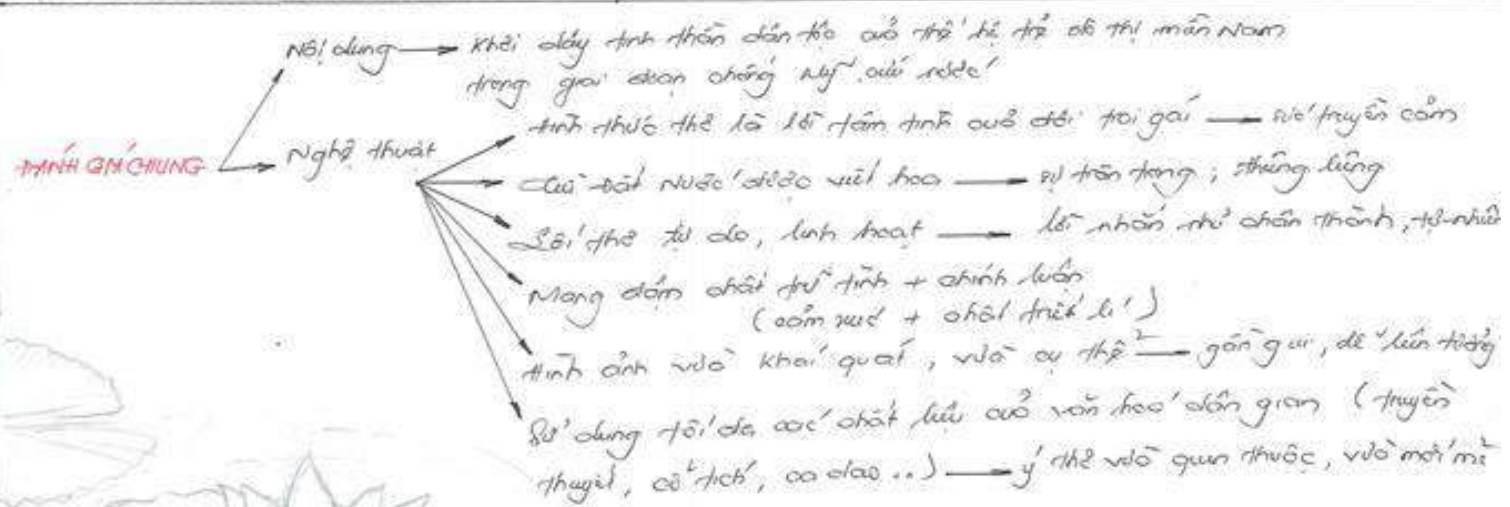 Nội dung → Khơi dậy tinh thần dân tộc của thế hệ trẻ đô thị miền Nam
trong giai đoạn chống Mỹ cứu nước
ĐÁNH GIÁ CHUNG
Nghệ thuật
Hình thức thơ là lời tâm tình của đôi trai gái — sức truyền cảm
Chữ Đất Nước được viết hoa — sự trân trọng, thiêng liêng
Lối thơ tự do, linh hoạt — lời nhắn nhủ chân thành, tự nhiên
Mang đậm chất trữ tình + chính luận
(cảm xúc + chất triết lí)
Hình ảnh vừa khái quát, vừa cụ thể — gần gũi, dễ liên tưởng
Sử dụng tối đa các chất liệu của văn hoá dân gian (truyền
thuyết, cổ tích, ca dao..) — ý thơ vừa quen thuộc, vừa mới mẻ